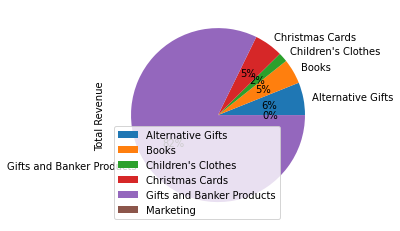 Christmas Cards
Children's Clothes
Books
Alternative Gifts
5%
2%
5%
6%
0%
Total Revenue
Gifts and Banker Products
Alternative Gifts
Books
Children's Clothes
Christmas Cards
Gifts and Banker Products
Marketing